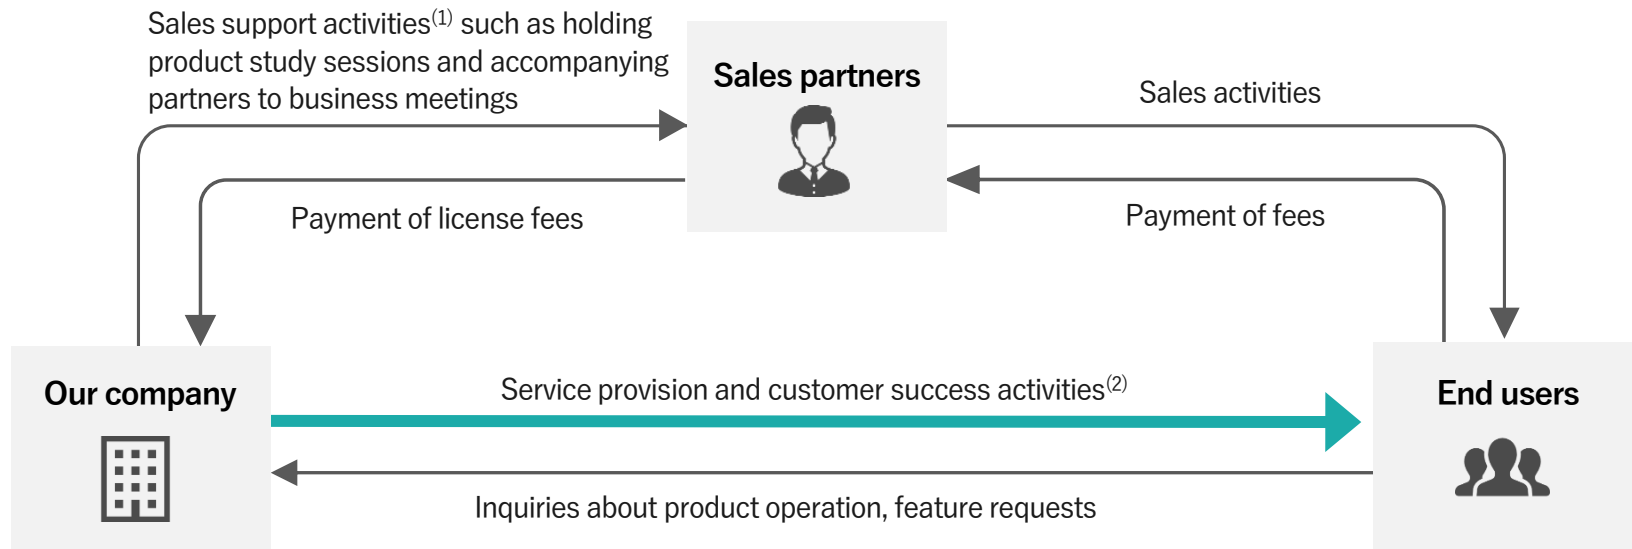 Sales support activities(1) such as holding
product study sessions and accompanying
partners to business meetings
Sales partners
Sales activities
Payment of license fees
Payment of fees
Our company
Service provision and customer success activities(2)
End users
Inquiries about product operation, feature requests